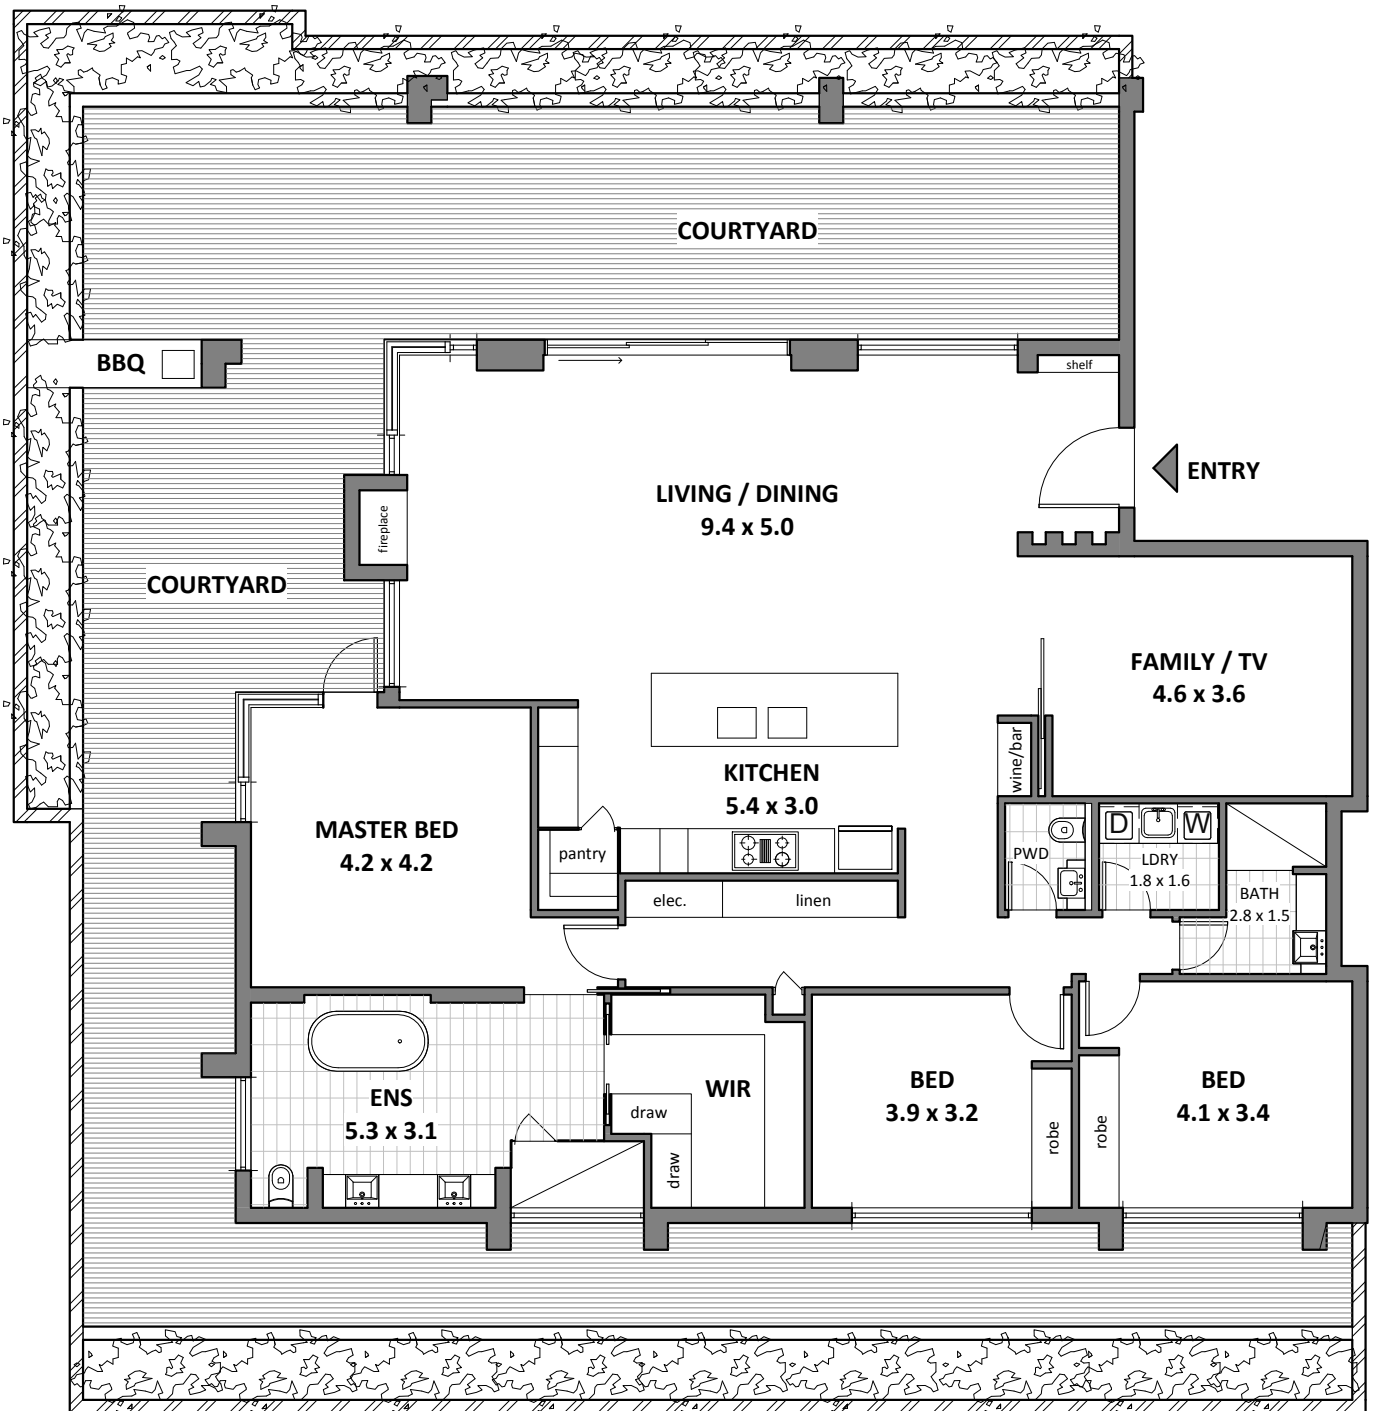 COURTYARD
BBQ
shelf
ENTRY
LIVING / DINING
9.4 x 5.0
fireplace
COURTYARD
FAMILY / TV
4.6 x 3.6
wine/bar
KITCHEN
5.4 x 3.0
MASTER BED
4.2 x 4.2
pantry
D
W
PWD
LDRY
1.8 x 1.6
BATH
2.8 x 1.5
elec.
linen
ENS
5.3 x 3.1
WIR
draw
draw
BED
3.9 x 3.2
robe
robe
BED
4.1 x 3.4